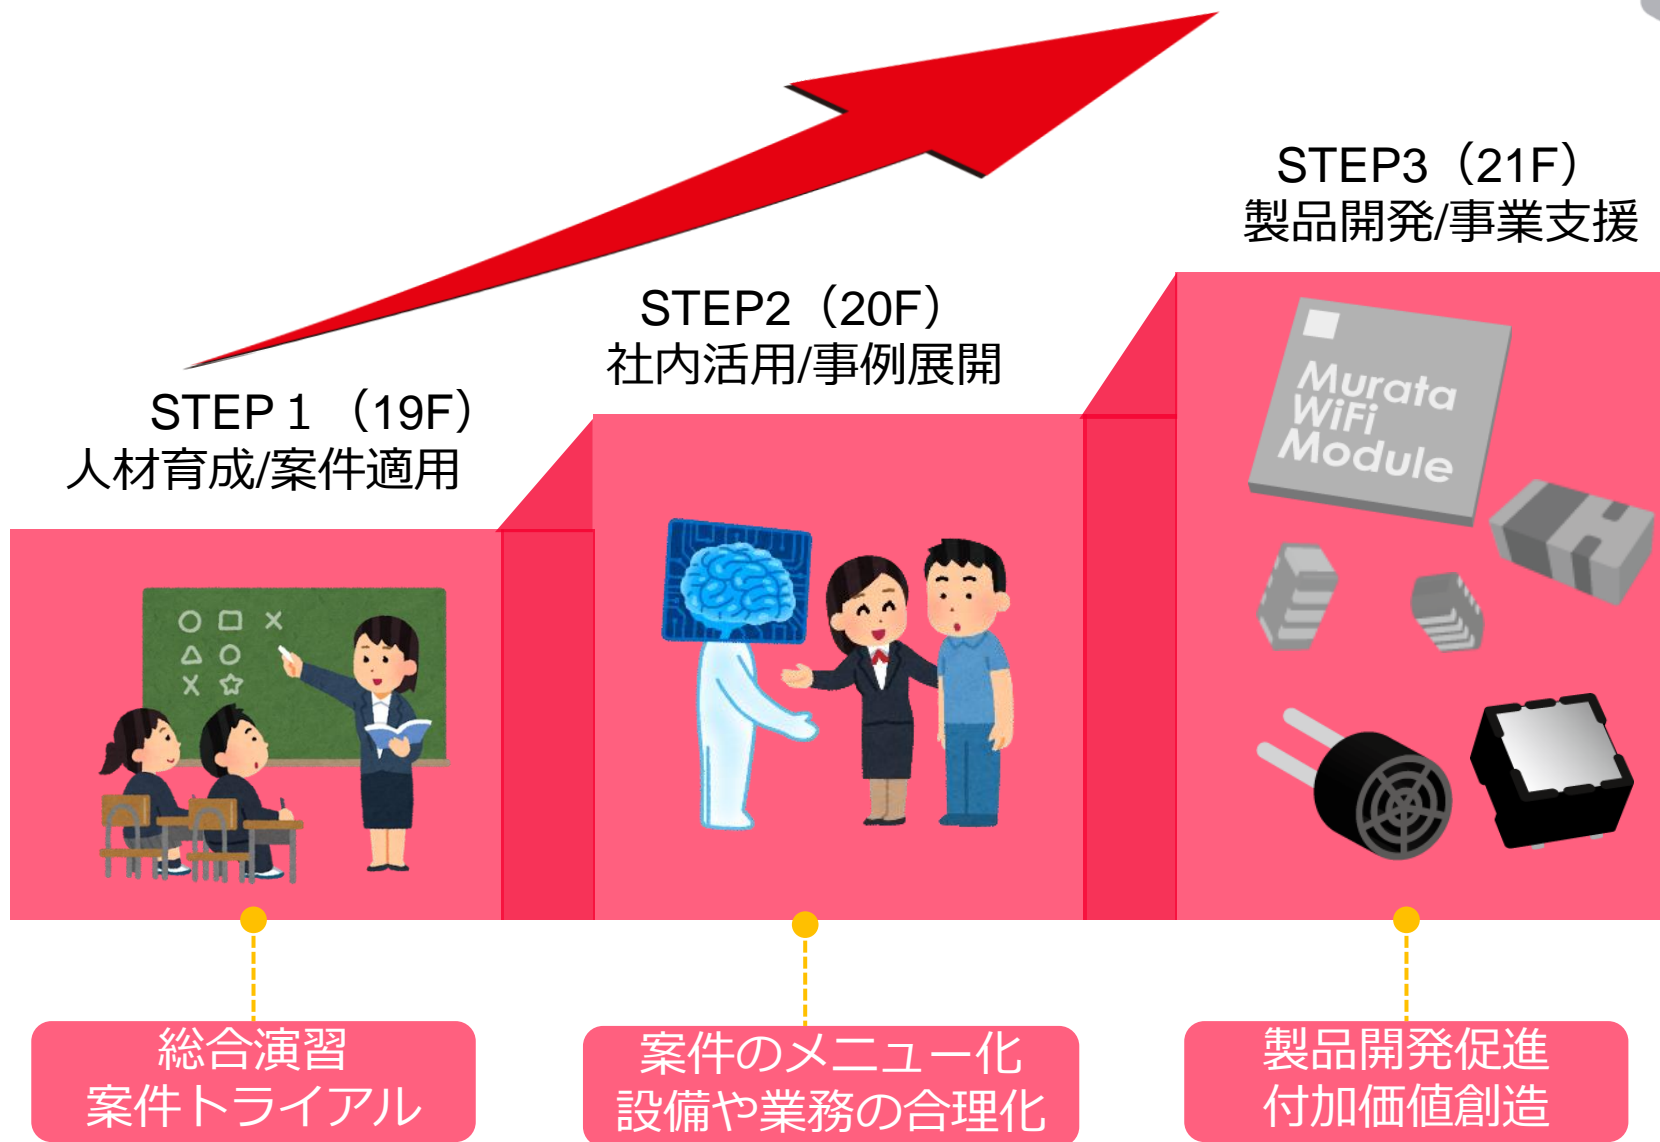 STEP１（19F）
人材育成/案件適用
STEP2（20F）
社内活用/事例展開
STEP3（21F）
製品開発/事業支援
Murata
WiFi
Module
総合演習
案件トライアル
案件のメニュー化
設備や業務の合理化
製品開発促進
付加価値創造